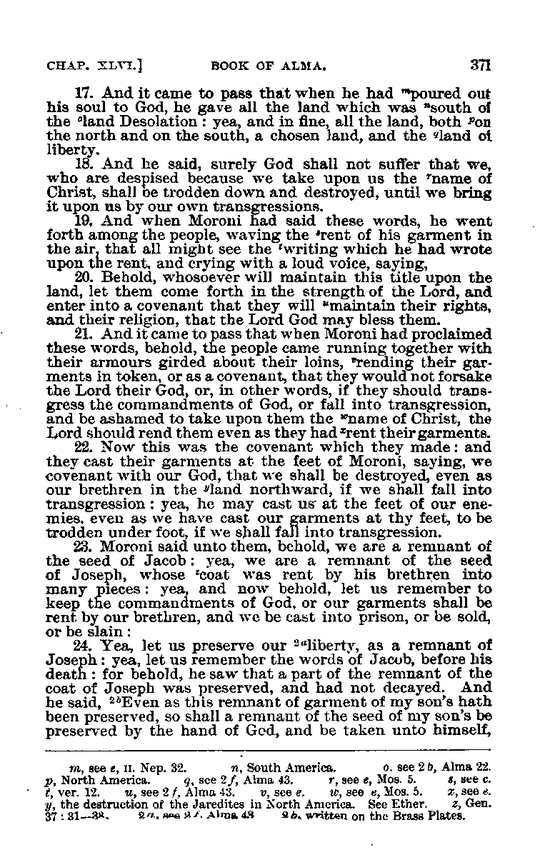 CHAP. XLVI.] BOOK OF ALMA. 371
17. And it came to pass that when he had ᵐpoured out
his soul to God, he gave all the land which was ⁿsouth of
the ᵒland Desolation : yea, and in fine, all the land, both ᵖon
the north and on the south, a chosen land, and the ᑫland of
liberty.
18. And he said, surely God shall not suffer that we,
who are despised because we take upon us the ʳname of
Christ, shall be trodden down and destroyed, until we bring
it upon us by our own transgressions.
19. And when Moroni had said these words, he went
forth among the people, waving the ˢrent of his garment in
the air, that all might see the ᵗwriting which he had wrote
upon the rent, and crying with a loud voice, saying,
20. Behold, whosoever will maintain this title upon the
land, let them come forth in the strength of the Lord, and
enter into a covenant that they will ᵘmaintain their rights,
and their religion, that the Lord God may bless them.
21. And it came to pass that when Moroni had proclaimed
these words, behold, the people came running together with
their armours girded about their loins, ᵛrending their gar-
ments in token, or as a covenant, that they would not forsake
the Lord their God, or, in other words, if they should trans-
gress the commandments of God, or fall into transgression,
and be ashamed to take upon them the ʷname of Christ, the
Lord should rend them even as they had ˣrent their garments.
22. Now this was the covenant which they made : and
they cast their garments at the feet of Moroni, saying, we
covenant with our God, that we shall be destroyed, even as
our brethren in the ʸland northward, if we shall fall into
transgression : yea, he may cast us at the feet of our ene-
mies, even as we have cast our garments at thy feet, to be
trodden under foot, if we shall fall into transgression.
23. Moroni said unto them, behold, we are a remnant of
the seed of Jacob : yea, we are a remnant of the seed
of Joseph, whose ᶻcoat was rent by his brethren into
many pieces : yea, and now behold, let us remember to
keep the commandments of God, or our garments shall be
rent by our brethren, and we be cast into prison, or be sold,
or be slain :
24. Yea, let us preserve our ²ᵃliberty, as a remnant of
Joseph : yea, let us remember the words of Jacob, before his
death : for behold, he saw that a part of the remnant of the
coat of Joseph was preserved, and had not decayed. And
he said, ²ᵇEven as this remnant of garment of my son's hath
been preserved, so shall a remnant of the seed of my son's be
preserved by the hand of God, and be taken unto himself,
m, see e, II. Nep. 32. n, South America. o. see 2 b, Alma 22.
p, North America. q, see 2 f, Alma 43. r, see e, Mos. 5. s, see c.
t, ver. 12. u, see 2 f, Alma 43. v, see e. w, see e, Mos. 5. x, see e.
y, the destruction of the Jaredites in North America. See Ether. z, Gen.
37 : 31—38. 2 a, see 2 f. Alma 43 2 b, written on the Brass Plates.